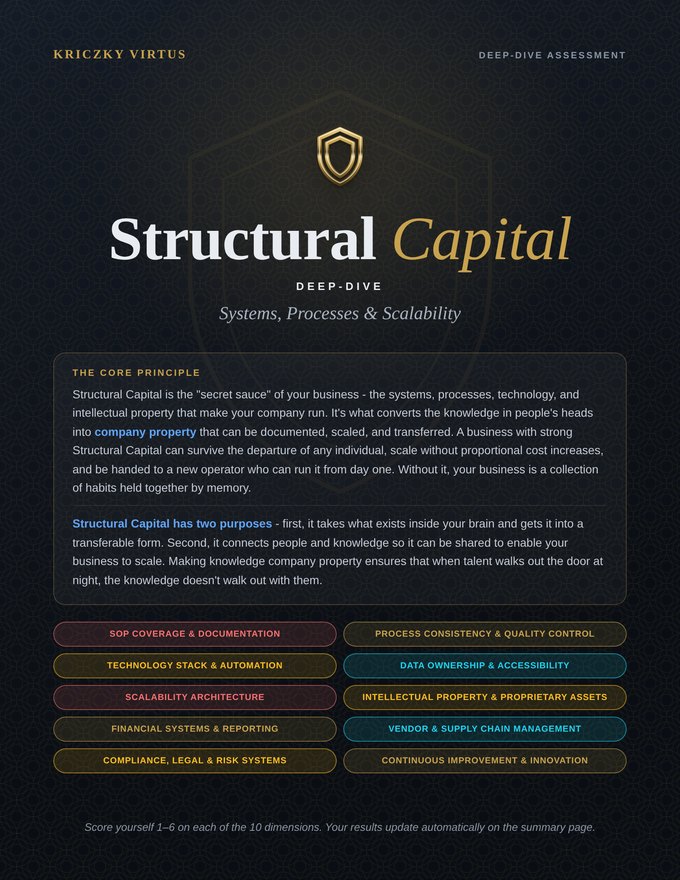 KRICZKY VIRTUS
DEEP-DIVE ASSESSMENT
Structural Capital
DEEP-DIVE
Systems, Processes & Scalability
THE CORE PRINCIPLE
Structural Capital is the "secret sauce" of your business - the systems, processes, technology, and
intellectual property that make your company run. It's what converts the knowledge in people's heads
into company property that can be documented, scaled, and transferred. A business with strong
Structural Capital can survive the departure of any individual, scale without proportional cost increases,
and be handed to a new operator who can run it from day one. Without it, your business is a collection
of habits held together by memory.
Structural Capital has two purposes - first, it takes what exists inside your brain and gets it into a
transferable form. Second, it connects people and knowledge so it can be shared to enable your
business to scale. Making knowledge company property ensures that when talent walks out the door at
night, the knowledge doesn't walk out with them.
SOP COVERAGE & DOCUMENTATION
PROCESS CONSISTENCY & QUALITY CONTROL
TECHNOLOGY STACK & AUTOMATION
DATA OWNERSHIP & ACCESSIBILITY
SCALABILITY ARCHITECTURE
INTELLECTUAL PROPERTY & PROPRIETARY ASSETS
FINANCIAL SYSTEMS & REPORTING
VENDOR & SUPPLY CHAIN MANAGEMENT
COMPLIANCE, LEGAL & RISK SYSTEMS
CONTINUOUS IMPROVEMENT & INNOVATION
Score yourself 1–6 on each of the 10 dimensions. Your results update automatically on the summary page.